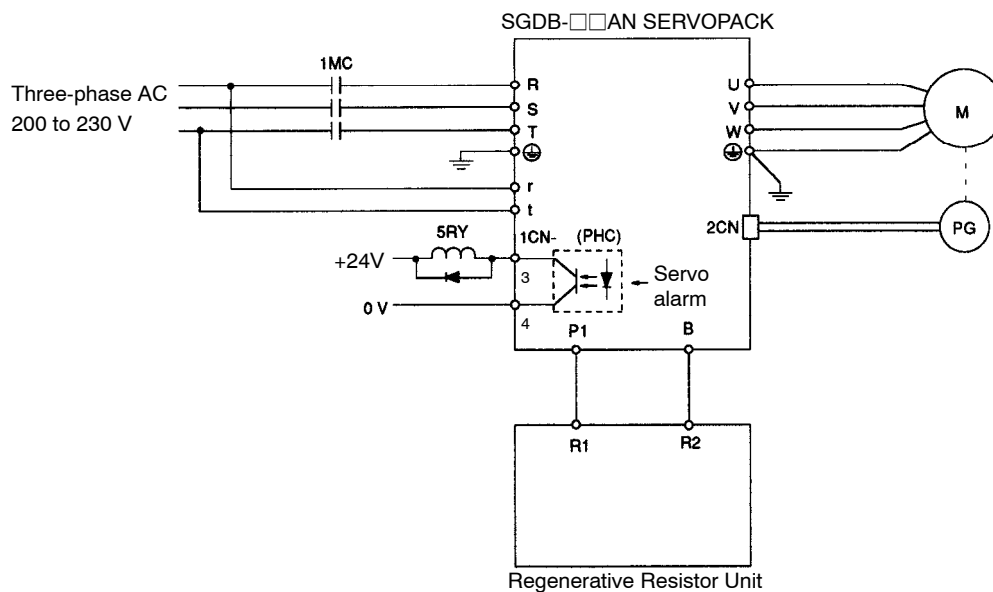 SGDB-□□AN SERVOPACK
1MC
Three-phase AC
200 to 230 V
R
S
T
r
t
U
V
W
M
2CN
PG
5RY
1CN-
(PHC)
+24V
3
Servo
alarm
0 V
4
P1
B
R1
R2
Regenerative Resistor Unit